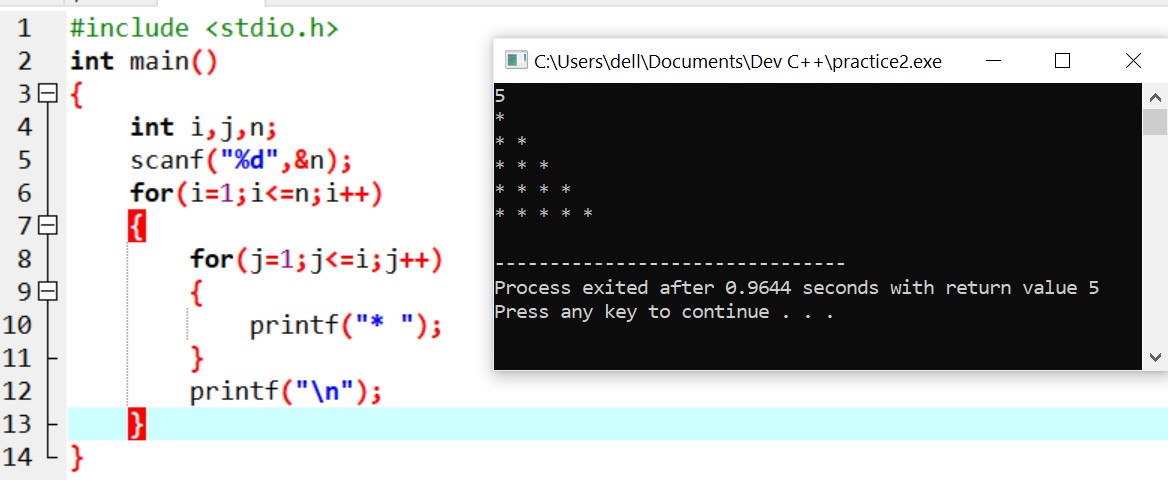 1 #include <stdio.h>
2 int main()
3 {
4 int i,j,n;
5 scanf("%d",&n);
6 for(i=1;i<=n;i++)
7 {
8 for(j=1;j<=i;j++)
9 {
10 printf("* ");
11 }
12 printf("\n");
13 }
14 }
C:\Users\dell\Documents\Dev C++\practice2.exe
5
*
* *
* * *
* * * *
* * * * *
--------------------------------
Process exited after 0.9644 seconds with return value 5
Press any key to continue . . .